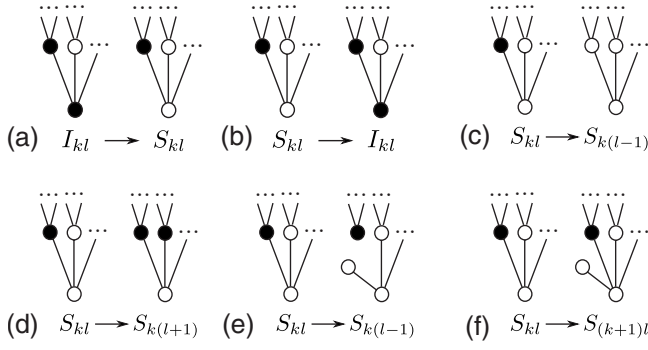 (a) I_{kl} → S_{kl}
(b) S_{kl} → I_{kl}
(c) S_{kl} → S_{k(l−1)}
(d) S_{kl} → S_{k(l+1)}
(e) S_{kl} → S_{k(l−1)}
(f) S_{kl} → S_{(k+1)l}